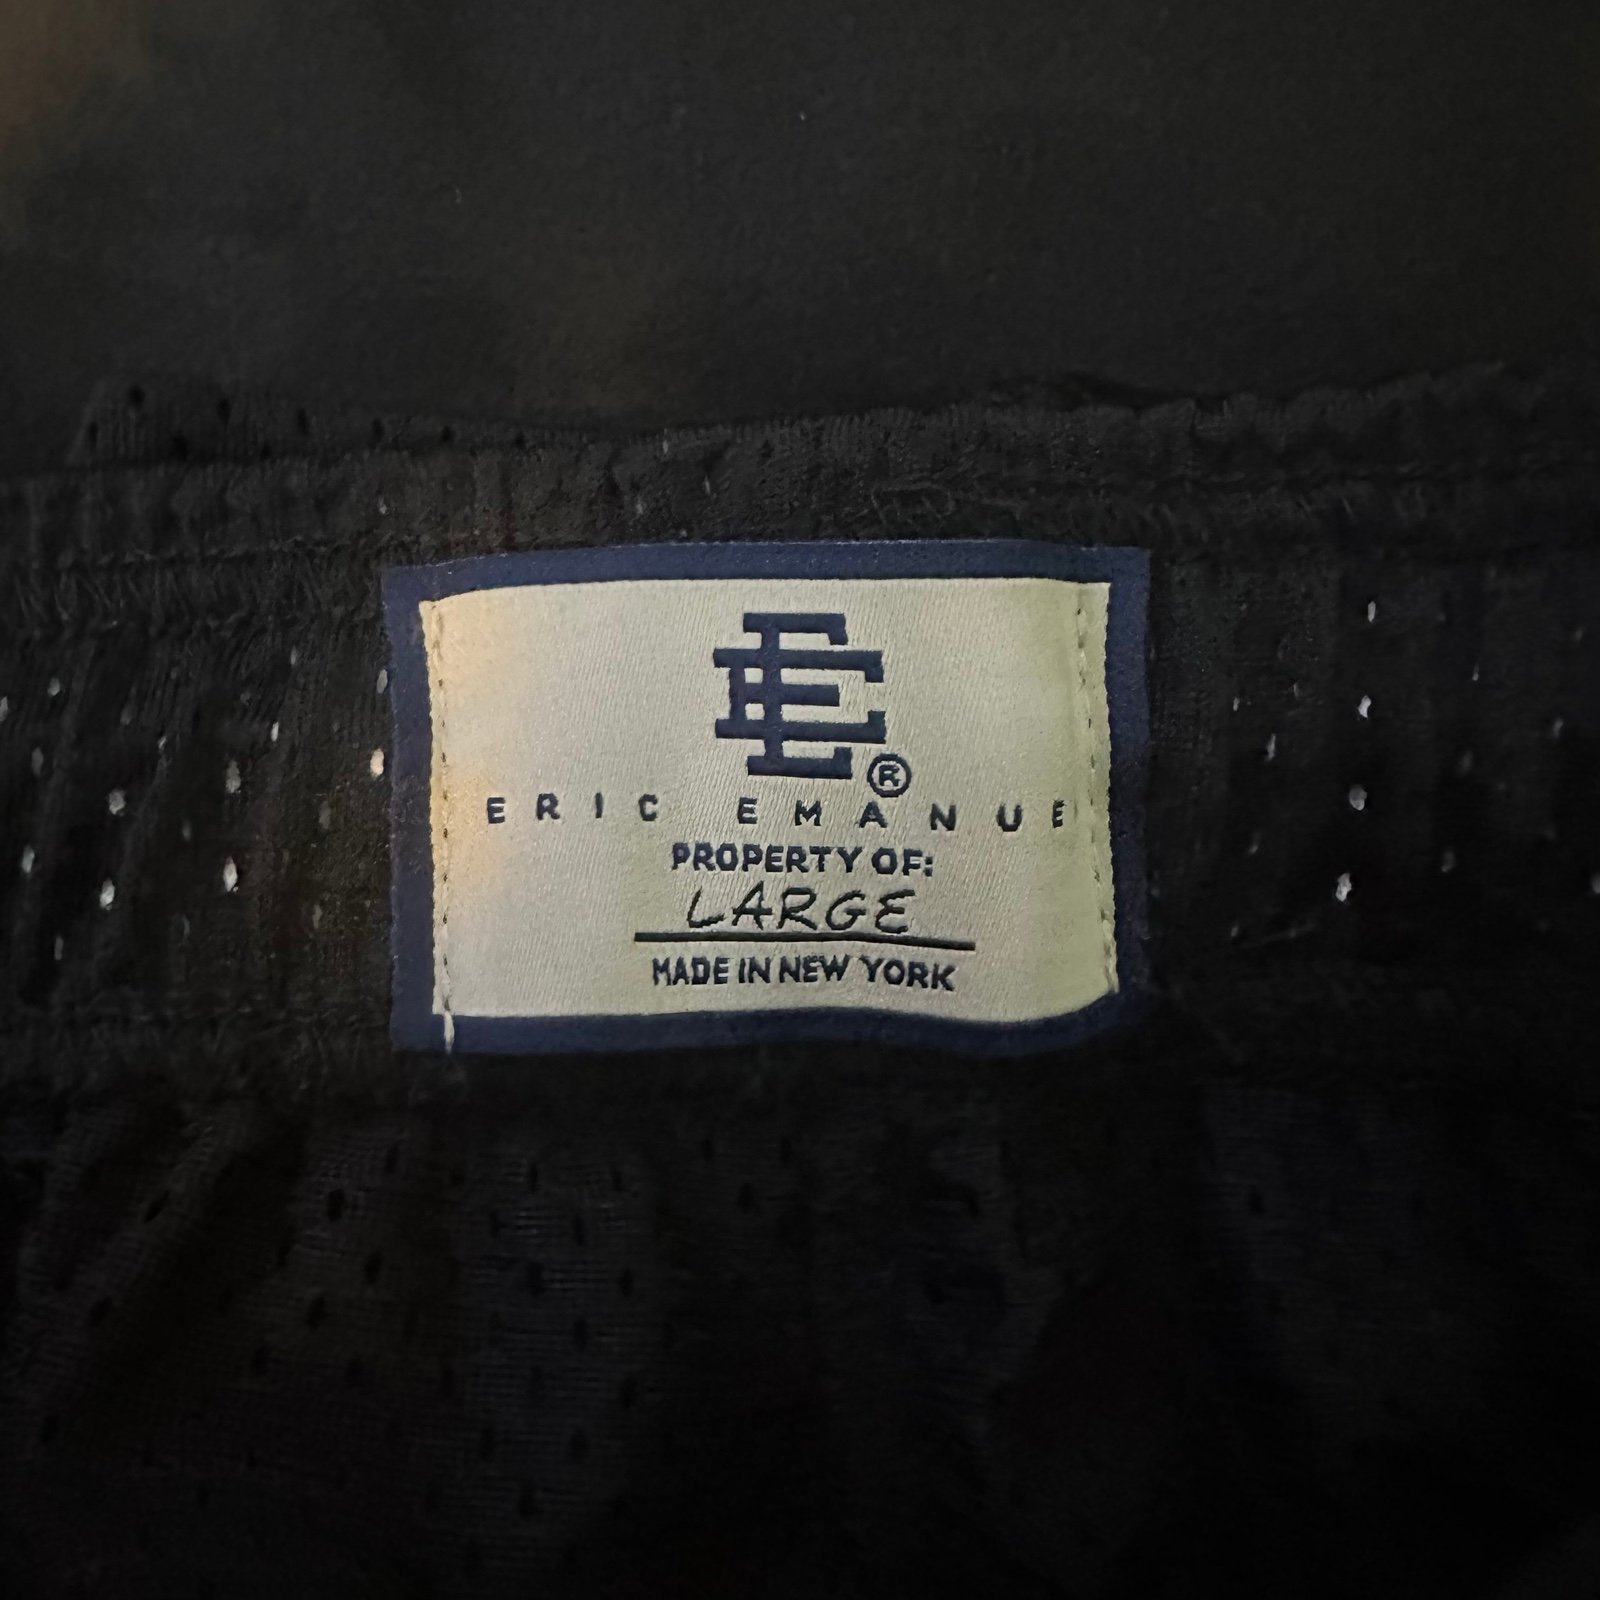 EE
®
ERIC EMANUE
PROPERTY OF:
LARGE
MADE IN NEW YORK